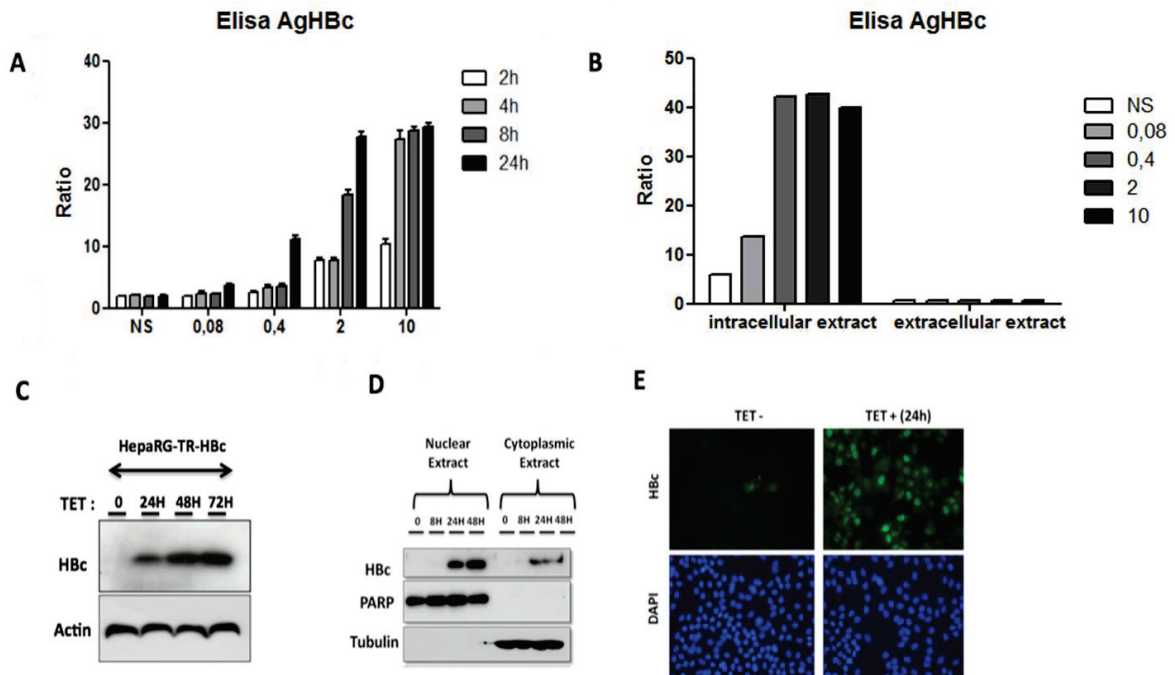 Elisa AgHBc
A
40
30
20
10
0
Ratio
2h
4h
8h
24h
NS 0,08 0,4 2 10
Elisa AgHBc
B
50
40
30
20
10
0
Ratio
NS
0,08
0,4
2
10
intracellular extract extracellular extract
C
HepaRG-TR-HBc
TET : 0 24H 48H 72H
HBc
Actin
D
Nuclear Extract
Cytoplasmic Extract
0 8H 24H 48H 0 8H 24H 48H
HBc
PARP
Tubulin
E
TET - TET + (24h)
HBc
DAPI